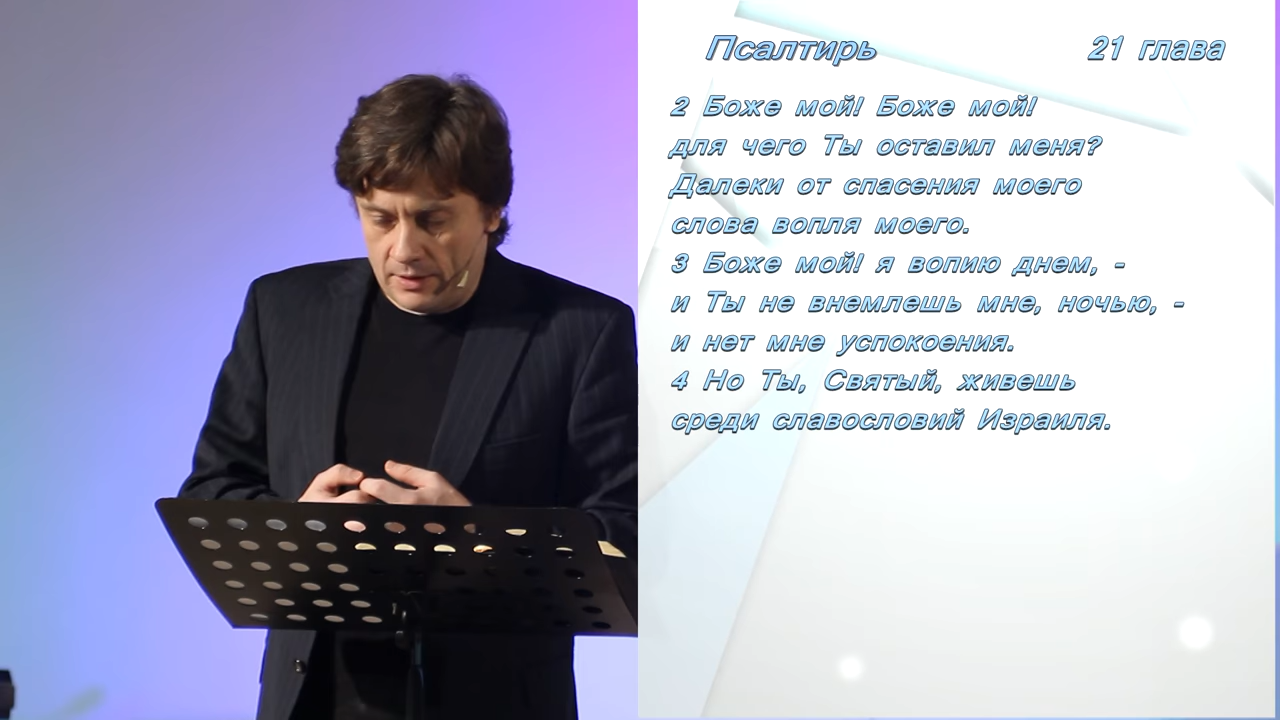 Псалтирь 21 глава
2 Боже мой! Боже мой!
для чего Ты оставил меня?
Далеки от спасения моего
слова вопля моего.
3 Боже мой! я вопию днем, -
и Ты не внемлешь мне, ночью, -
и нет мне успокоения.
4 Но Ты, Святый, живешь
среди славословий Израиля.